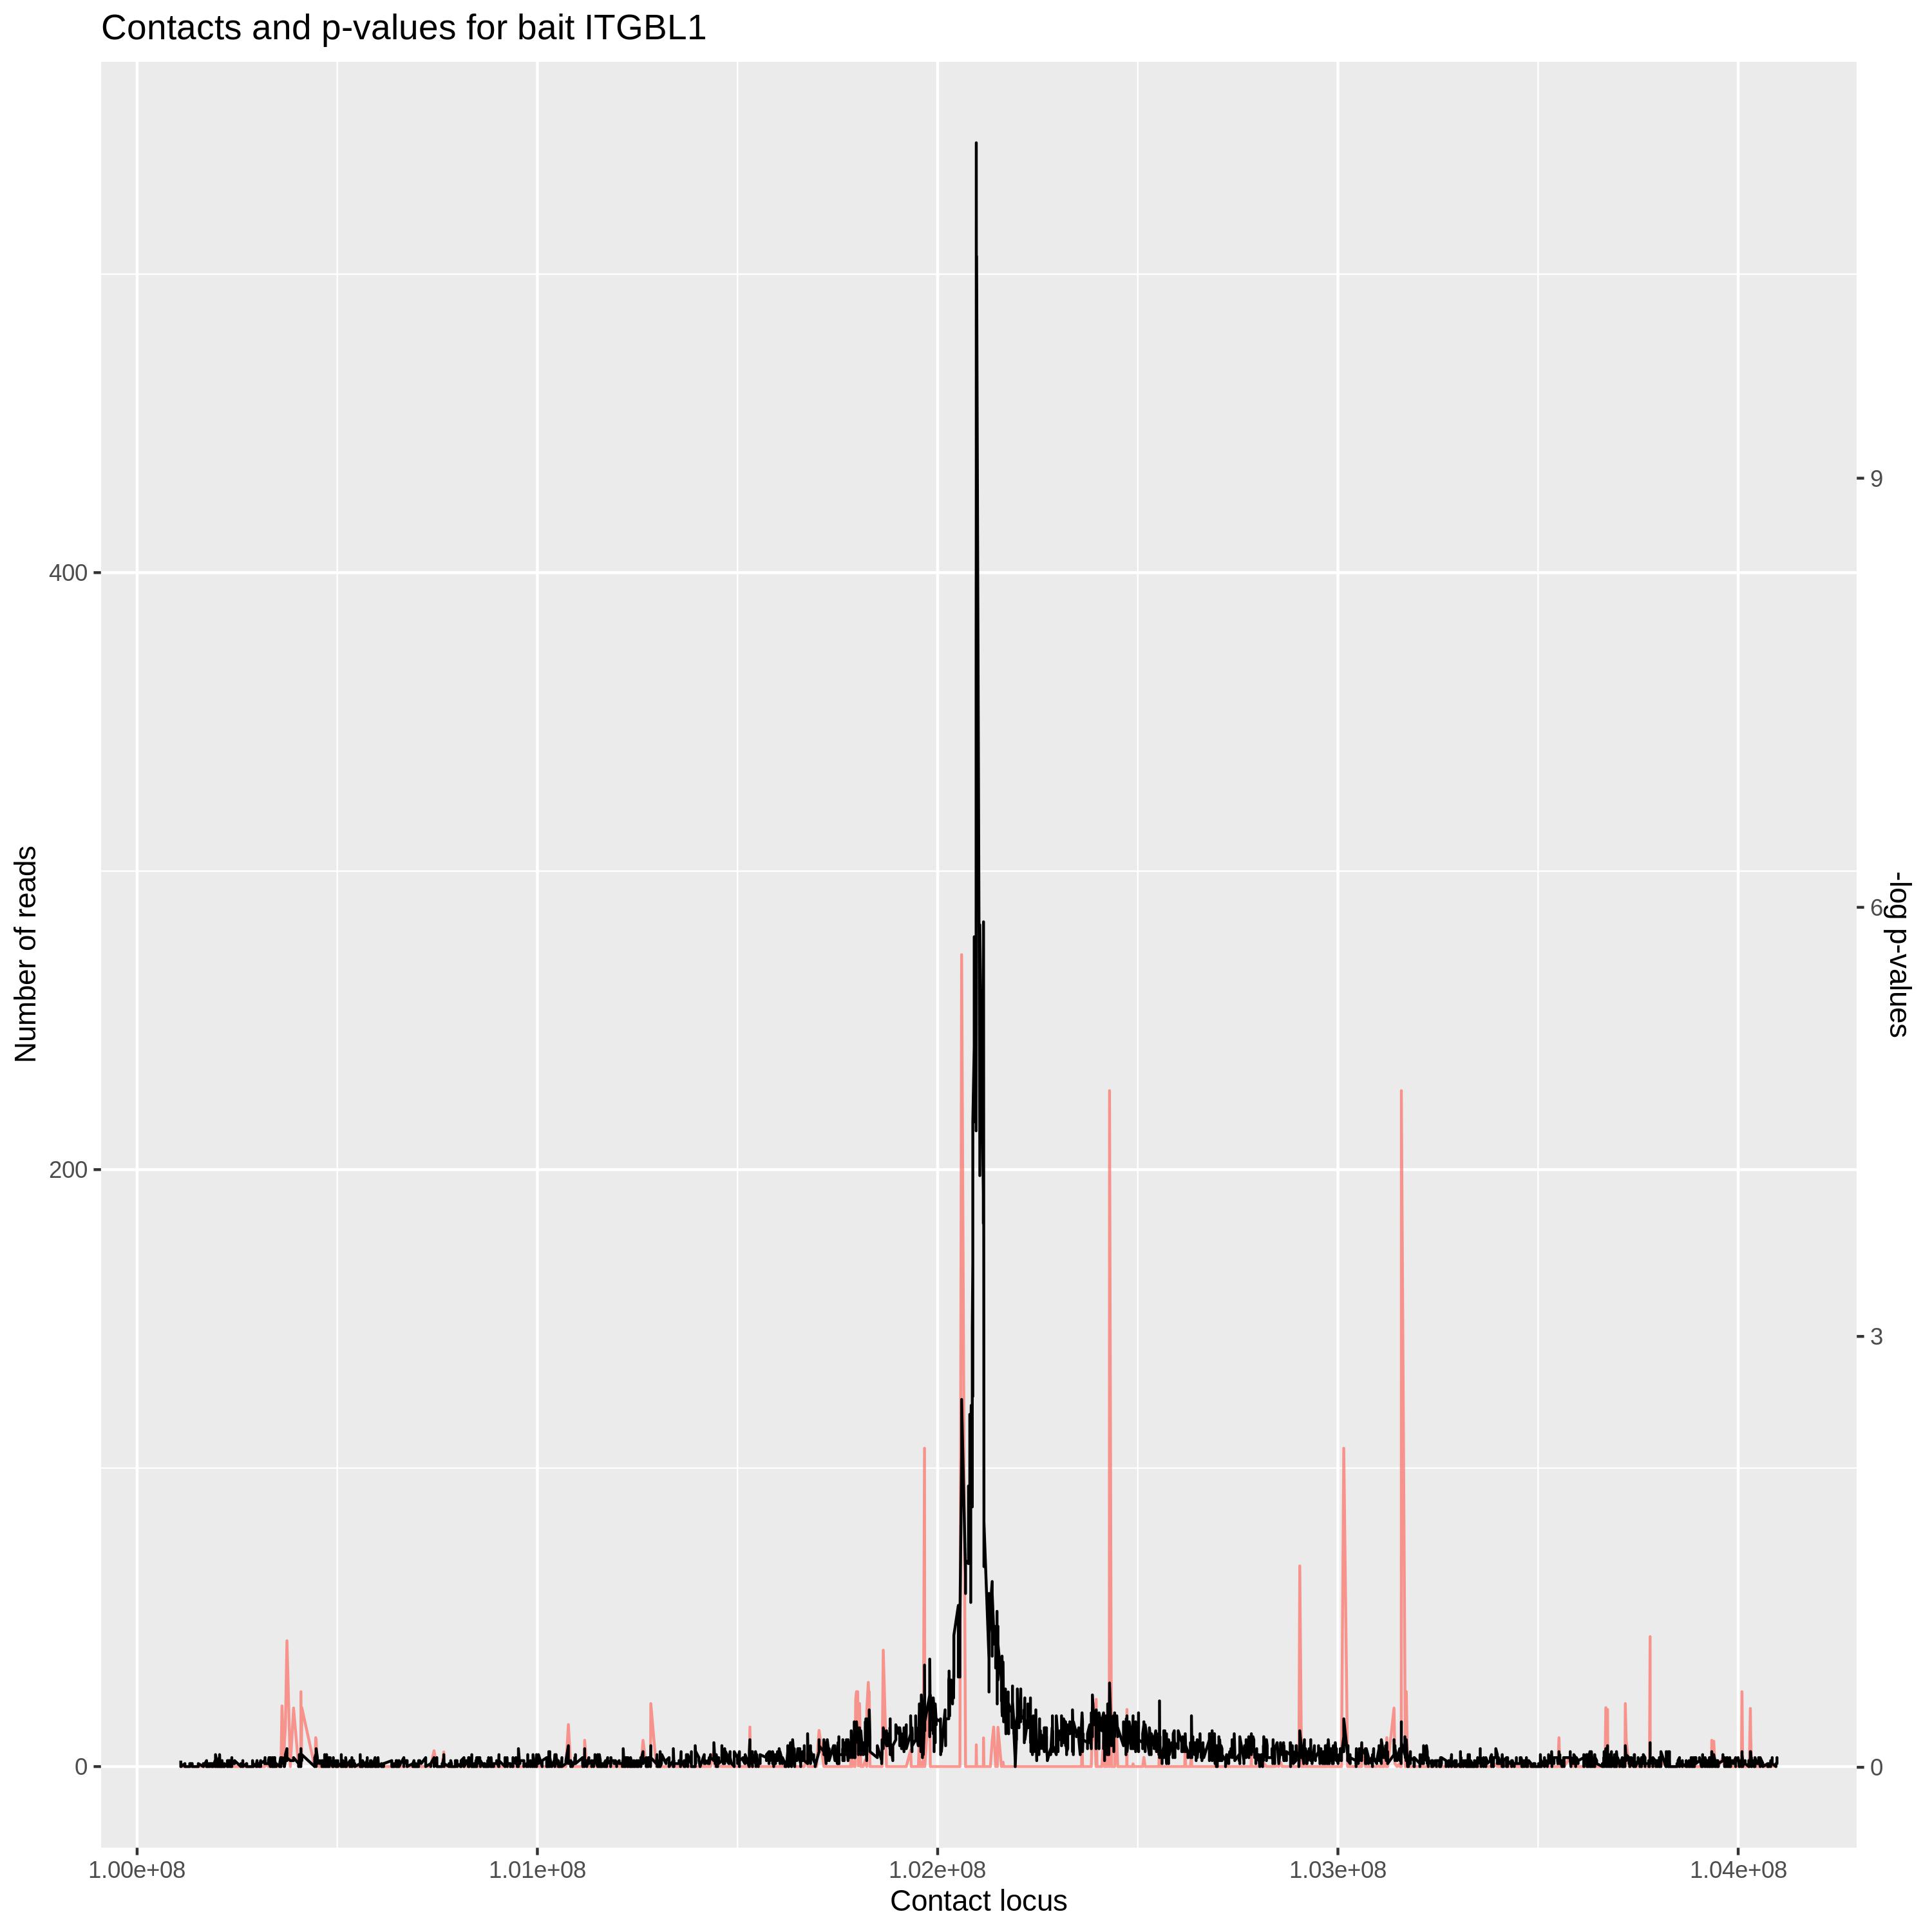 Contacts and p-values for bait ITGBL1
Number of reads
400
200
0
9
6
3
0
-log p-values
1.00e+08 1.01e+08 1.02e+08 1.03e+08 1.04e+08
Contact locus